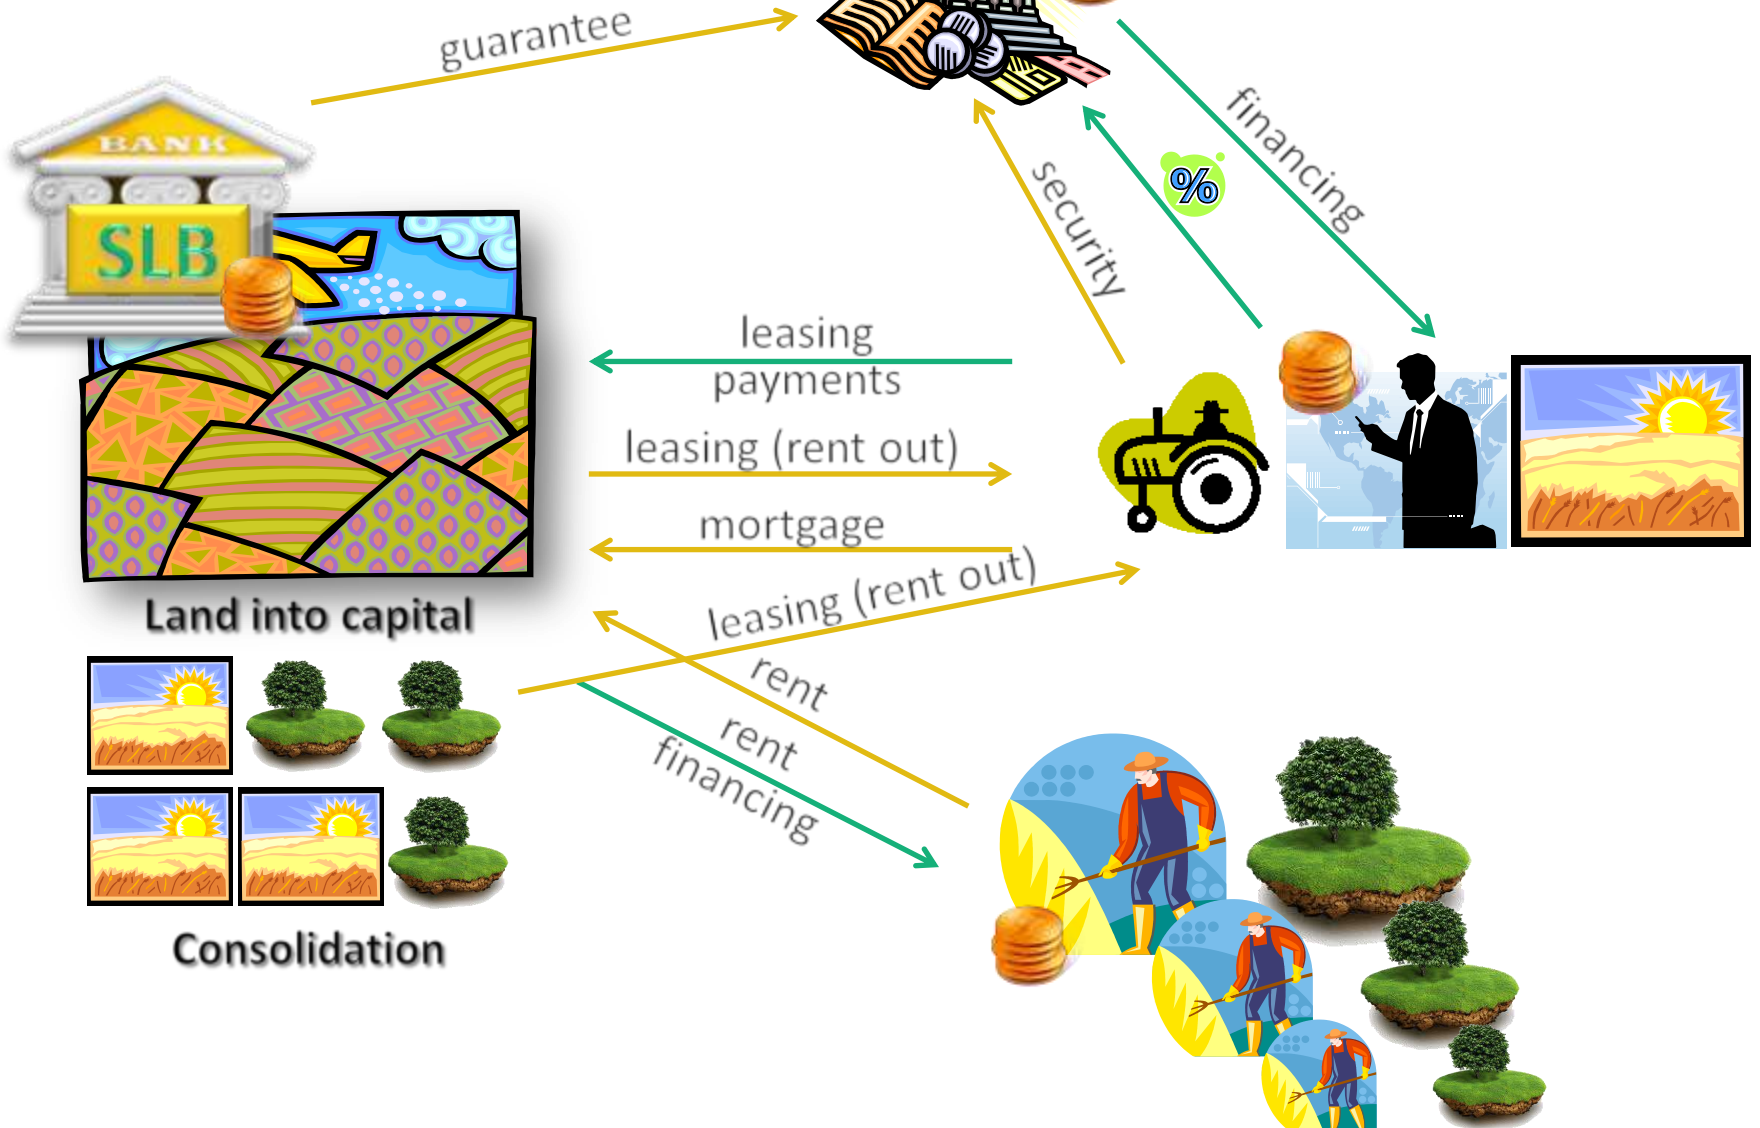 guarantee
financing
BANK
%
security
SLB
leasing
payments
leasing (rent out)
mortgage
leasing (rent out)
Land into capital
rent
rent
financing
Consolidation